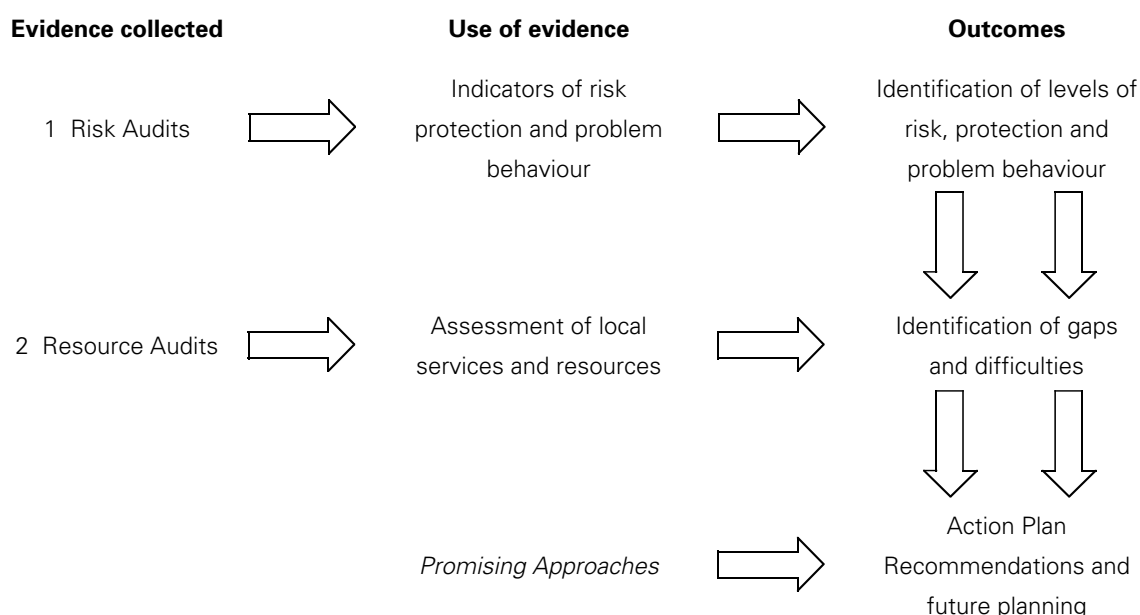 Evidence collected
Use of evidence
Outcomes
1 Risk Audits
Indicators of risk
protection and problem
behaviour
Identification of levels of
risk, protection and
problem behaviour
2 Resource Audits
Assessment of local
services and resources
Identification of gaps
and difficulties
Promising Approaches
Action Plan
Recommendations and
future planning